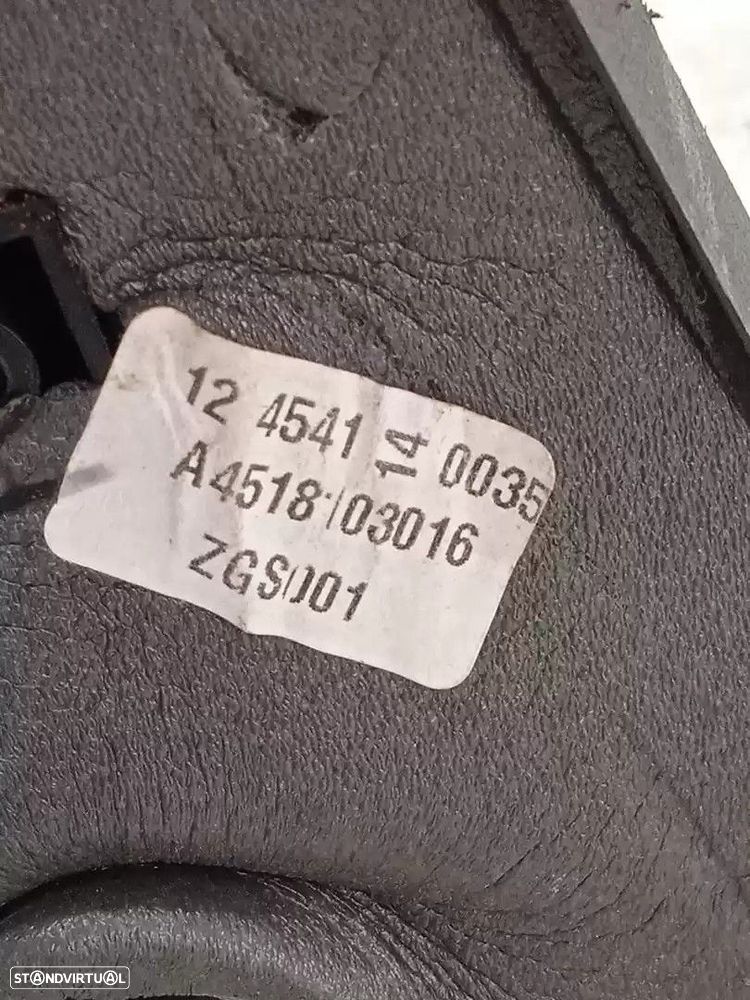 12 4541 14 0035
A4518103016
ZGS001
STANDVIRTUAL